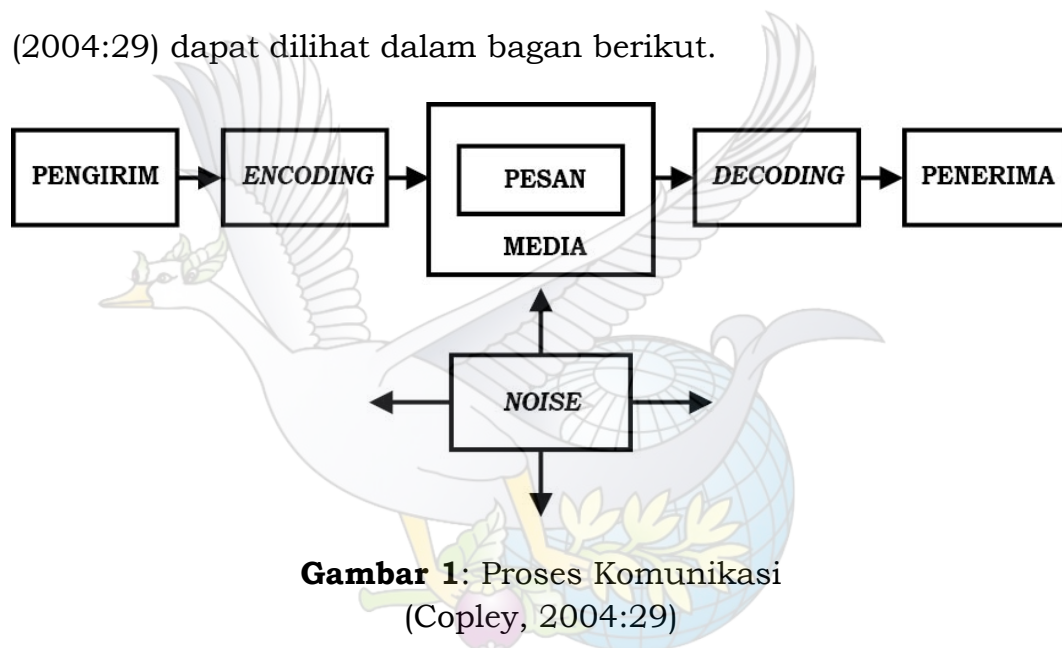 (2004:29) dapat dilihat dalam bagan berikut.
PENGIRIM
ENCODING
PESAN
MEDIA
DECODING
PENERIMA
NOISE
Gambar 1: Proses Komunikasi
(Copley, 2004:29)